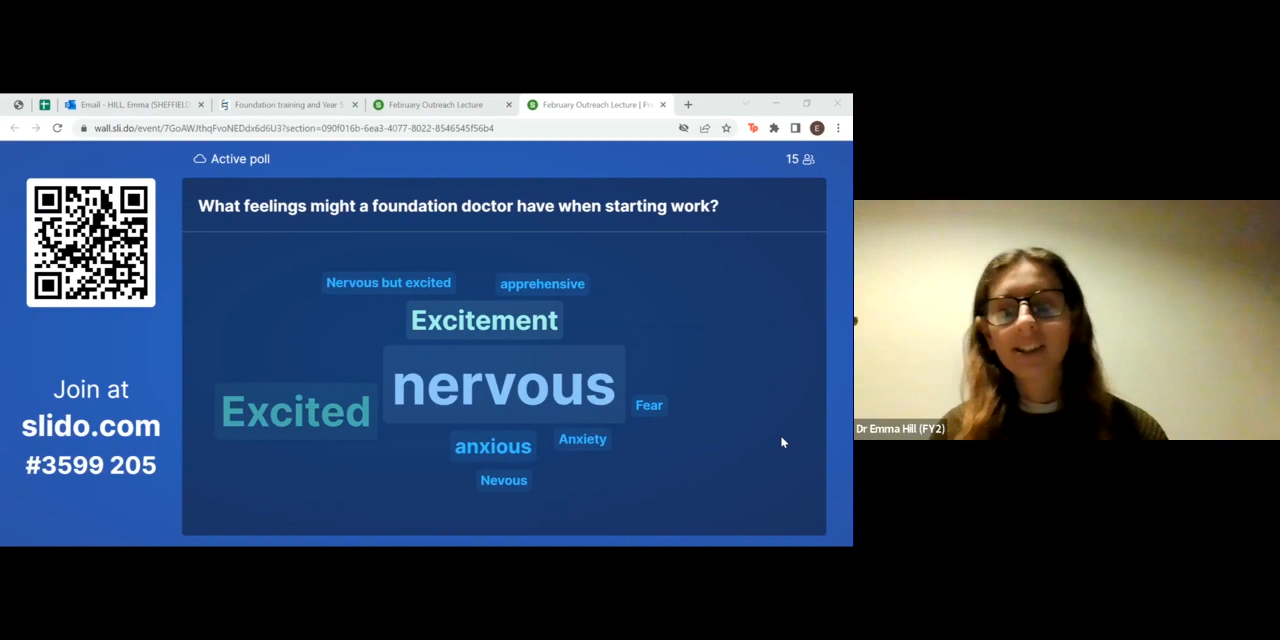 Email - HILL, Emma (SHEFFIELD
Foundation training and Year 5
February Outreach Lecture
February Outreach Lecture | Pr
wall.sli.do/event/7GoAWJthqFvoNEDdx6d6U3?section=090f016b-6ea3-4077-8022-8546545f56b4
Tp
E
Active poll
15
What feelings might a foundation doctor have when starting work?
Nervous but excited
apprehensive
Excitement
nervous
Excited
Fear
anxious
Anxiety
Nevous
Join at
slido.com
#3599 205
Dr Emma Hill (FY2)